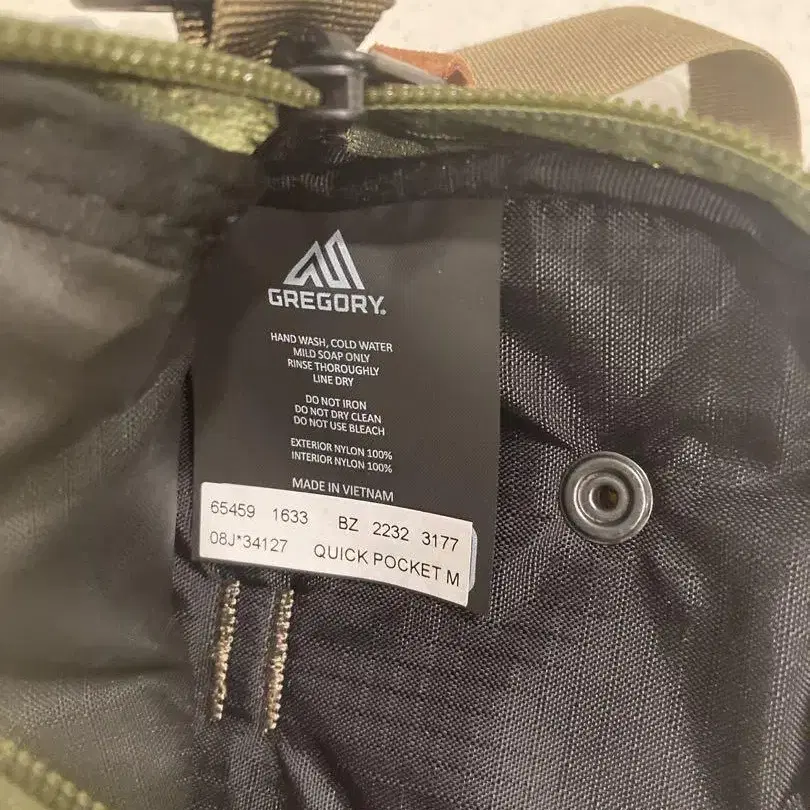 GREGORY.
HAND WASH, COLD WATER
MILD SOAP ONLY
RINSE THOROUGHLY
LINE DRY
DO NOT IRON
DO NOT DRY CLEAN
DO NOT USE BLEACH
EXTERIOR NYLON 100%
INTERIOR NYLON 100%
MADE IN VIETNAM
65459 1633 BZ 2232 3177
08J*34127 QUICK POCKET M